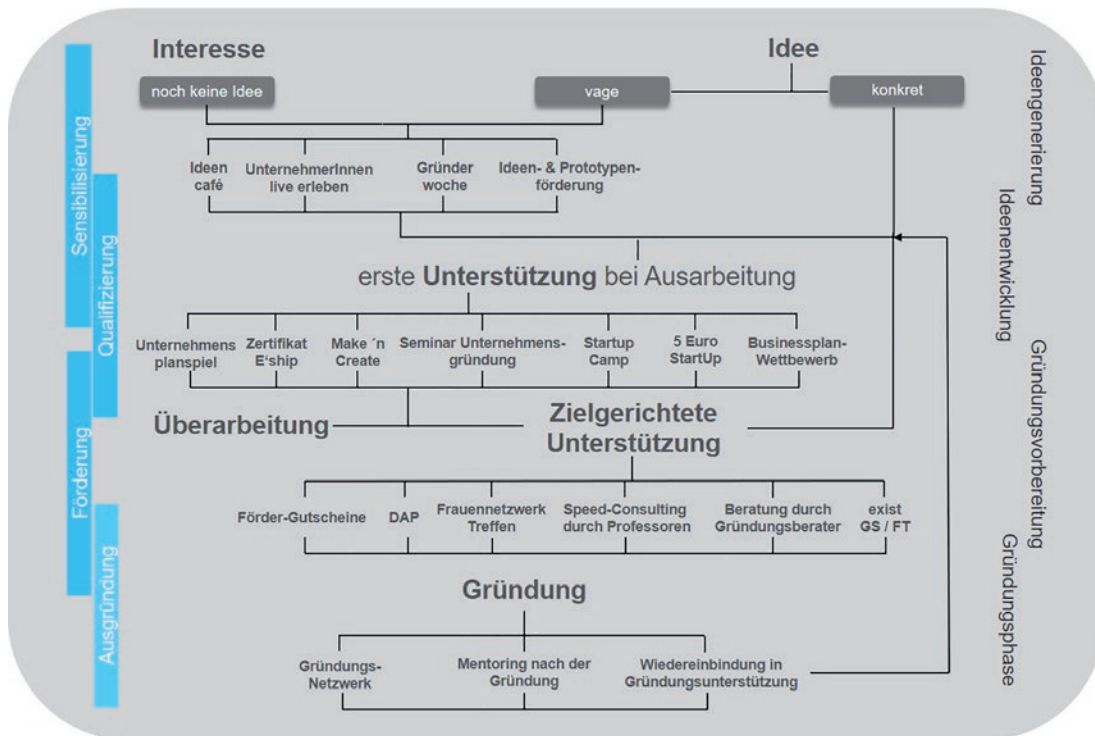 Interesse
Idee
noch keine Idee
vage
konkret
Ideen
café
UnternehmerInnen
live erleben
Gründer
woche
Ideen- & Prototypen-
förderung
erste Unterstützung bei Ausarbeitung
Unternehmens
planspiel
Zertifikat
E'ship
Make ´n
Create
Seminar Unternehmens-
gründung
Startup
Camp
5 Euro
StartUp
Businessplan-
Wettbewerb
Überarbeitung
Zielgerichtete
Unterstützung
Förder-Gutscheine
DAP
Frauennetzwerk
Treffen
Speed-Consulting
durch Professoren
Beratung durch
Gründungsberater
exist
GS / FT
Gründung
Gründungs-
Netzwerk
Mentoring nach der
Gründung
Wiedereinbindung in
Gründungsunterstützung
Sensibilisierung
Qualifizierung
Förderung
Ausgründung
Ideengenerierung
Ideenentwicklung
Gründungsvorbereitung
Gründungsphase